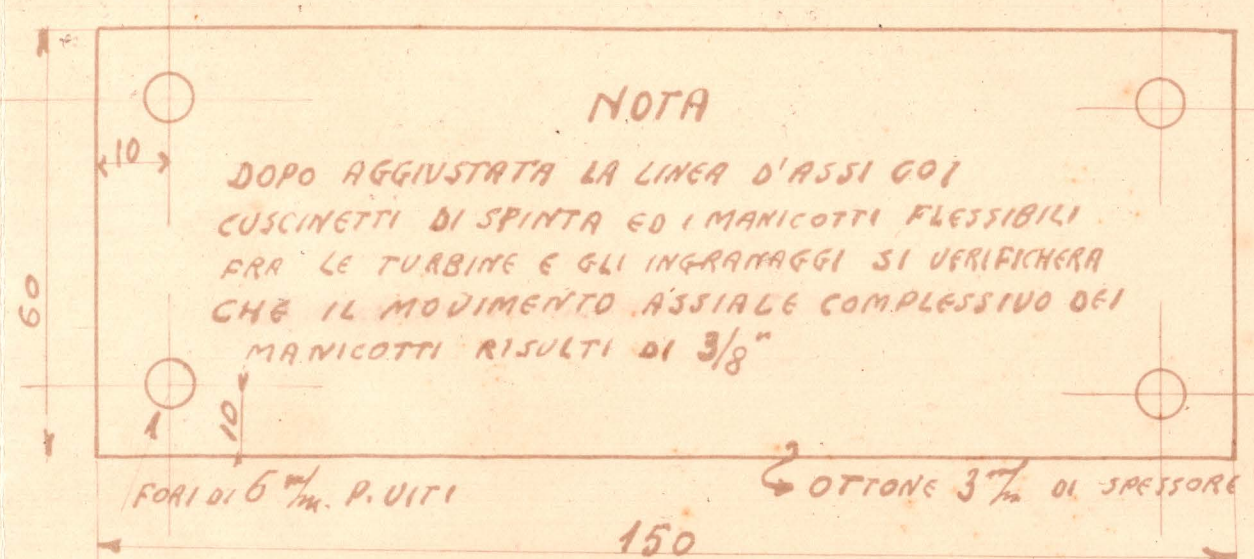 NOTA
10
DOPO AGGIUSTATA LA LINEA D'ASSI COI
CUSCINETTI DI SPINTA ED I MANICOTTI FLESSIBILI
FRA LE TURBINE E GLI INGRANAGGI SI VERIFICHERA
CHE IL MOVIMENTO ASSIALE COMPLESSIVO DEI
MANICOTTI RISULTI DI 3/8"
60
10
FORI DI 6 m/m. P. VITI
OTTONE 3 m/m DI SPESSORE
150